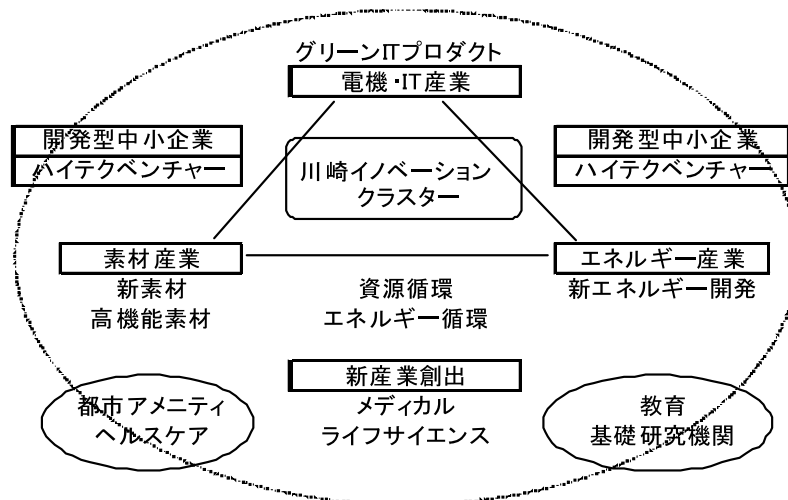 グリーンITプロダクト
電機・IT産業
開発型中小企業
ハイテクベンチャー
開発型中小企業
ハイテクベンチャー
川崎イノベーション
クラスター
素材産業
新素材
高機能素材
資源循環
エネルギー循環
エネルギー産業
新エネルギー開発
新産業創出
メディカル
ライフサイエンス
都市アメニティ
ヘルスケア
教育
基礎研究機関